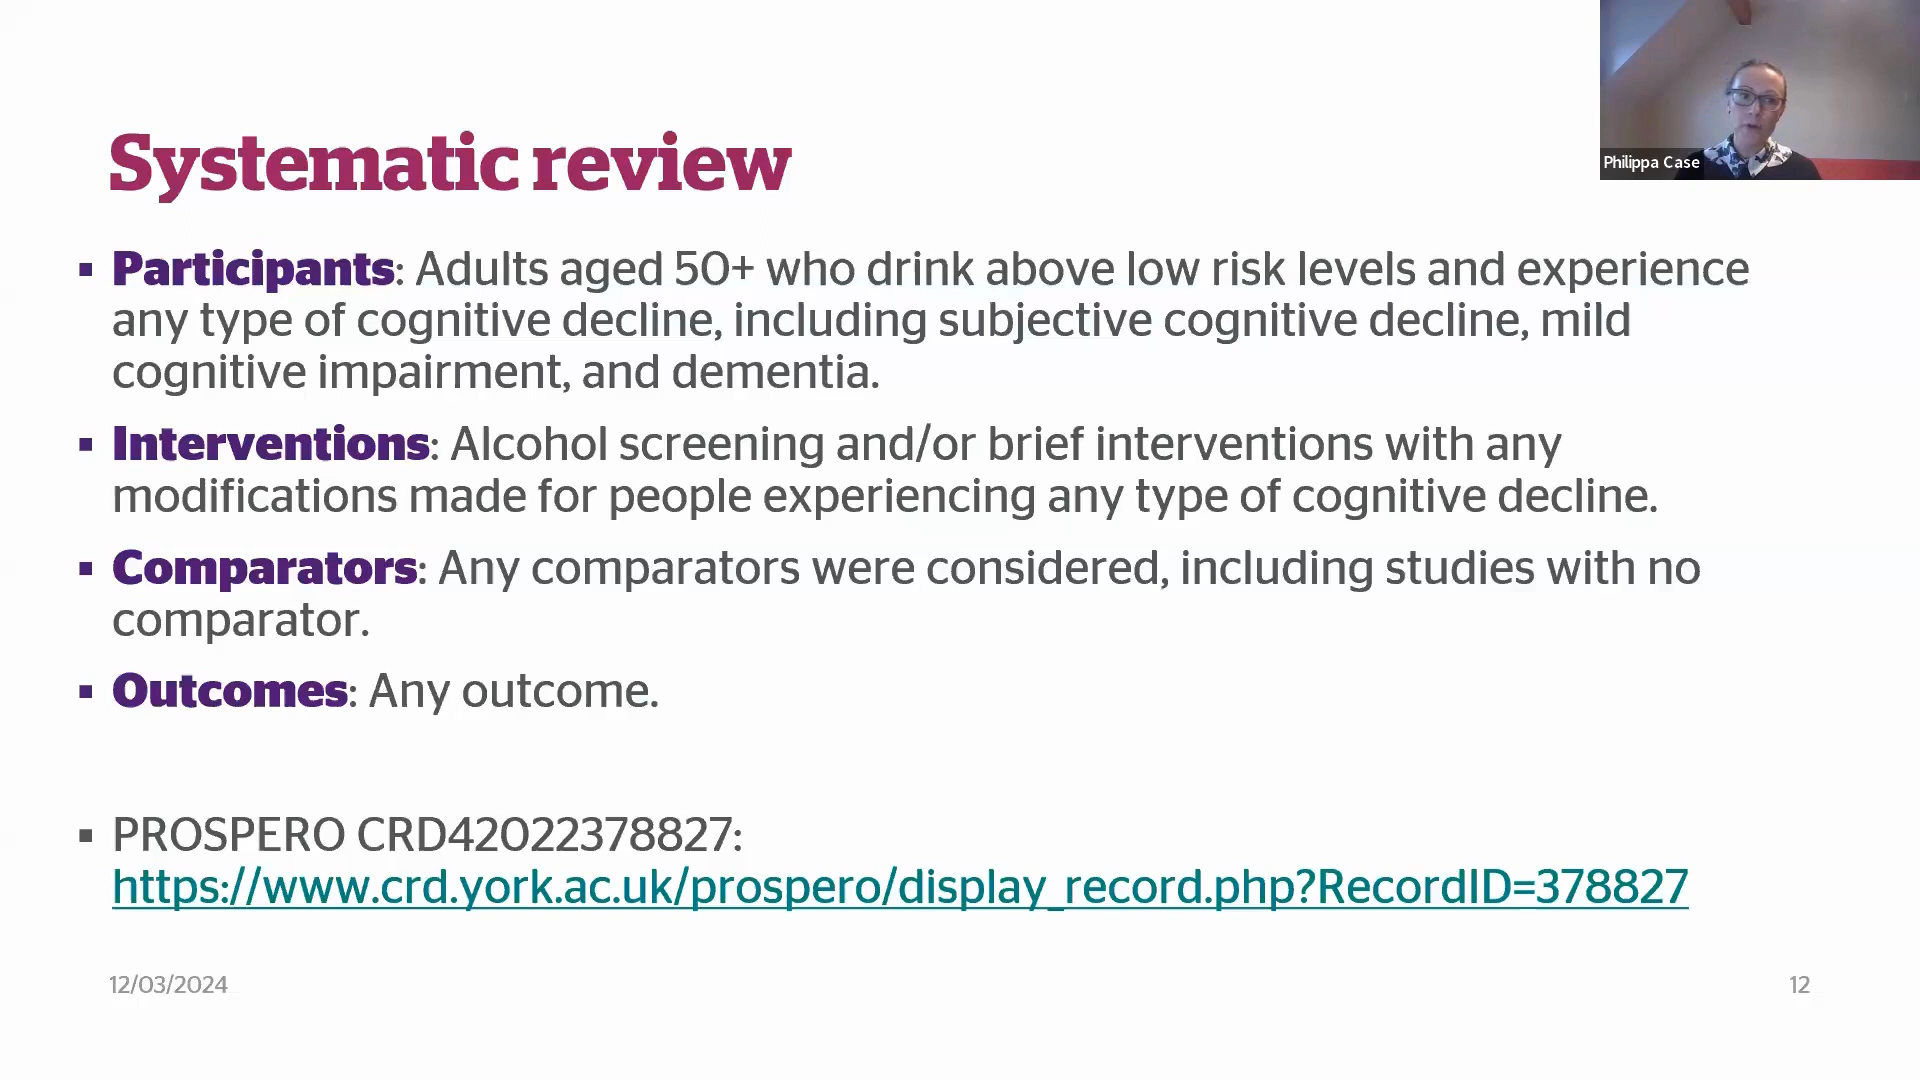 Systematic review
Philippa Case
▪ Participants: Adults aged 50+ who drink above low risk levels and experience
any type of cognitive decline, including subjective cognitive decline, mild
cognitive impairment, and dementia.
▪ Interventions: Alcohol screening and/or brief interventions with any
modifications made for people experiencing any type of cognitive decline.
▪ Comparators: Any comparators were considered, including studies with no
comparator.
▪ Outcomes: Any outcome.
▪ PROSPERO CRD42022378827:
https://www.crd.york.ac.uk/prospero/display_record.php?RecordID=378827
12/03/2024
12